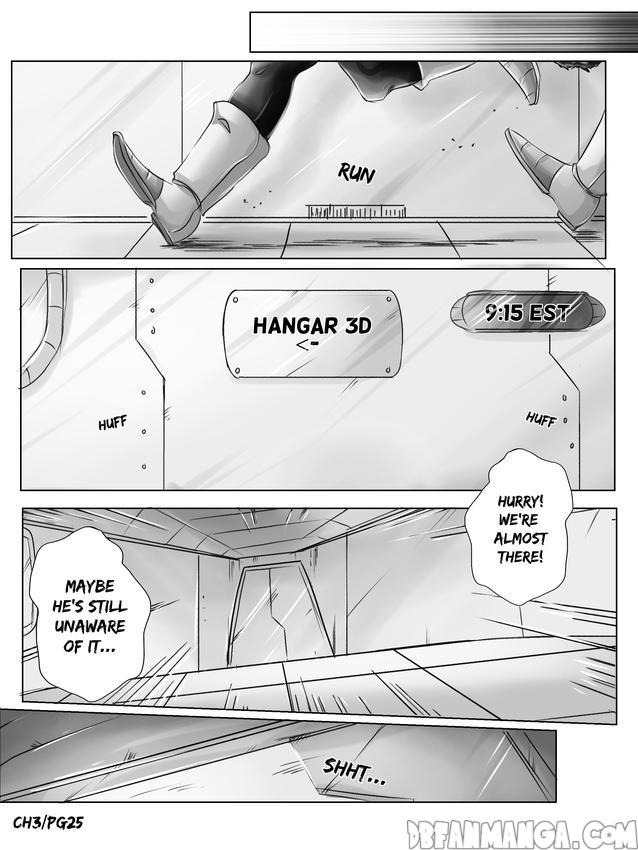 RUN
HANGAR 3D
<-
9:15 EST
HUFF
HUFF
HURRY!
WE'RE
ALMOST
THERE!
MAYBE
HE'S STILL
UNAWARE
OF IT...
SHHT...
CH3/PG25
DBFANMANGA.COM